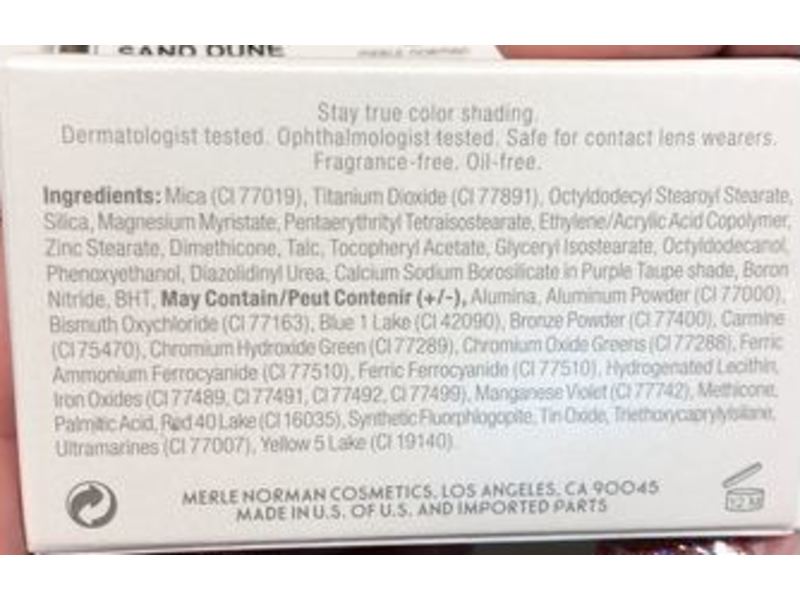 SAND DUNE
MERLE NORMAN
Stay true color shading.
Dermatologist tested. Ophthalmologist tested. Safe for contact lens wearers.
Fragrance-free. Oil-free.
Ingredients: Mica (CI 77019), Titanium Dioxide (CI 77891), Octyldodecyl Stearoyl Stearate,
Silica, Magnesium Myristate, Pentaerythrityl Tetraisostearate, Ethylene/Acrylic Acid Copolymer,
Zinc Stearate, Dimethicone, Talc, Tocopheryl Acetate, Glyceryl Isostearate, Octyldodecanol,
Phenoxyethanol, Diazolidinyl Urea, Calcium Sodium Borosilicate in Purple Taupe shade, Boron
Nitride, BHT, May Contain/Peut Contenir (+/-), Alumina, Aluminum Powder (CI 77000),
Bismuth Oxychloride (CI 77163), Blue 1 Lake (CI 42090), Bronze Powder (CI 77400), Carmine
(CI 75470), Chromium Hydroxide Green (CI 77289), Chromium Oxide Greens (CI 77288), Ferric
Ammonium Ferrocyanide (CI 77510), Ferric Ferrocyanide (CI 77510), Hydrogenated Lecithin,
Iron Oxides (CI 77489, CI 77491, CI 77492, CI 77499), Manganese Violet (CI 77742), Methicone,
Palmitic Acid, Red 40 Lake (CI 16035), Synthetic Fluorphlogopite, Tin Oxide, Triethoxycaprylylsilane,
Ultramarines (CI 77007), Yellow 5 Lake (CI 19140).
MERLE NORMAN COSMETICS, LOS ANGELES, CA 90045
MADE IN U.S. OF U.S. AND IMPORTED PARTS
12 M